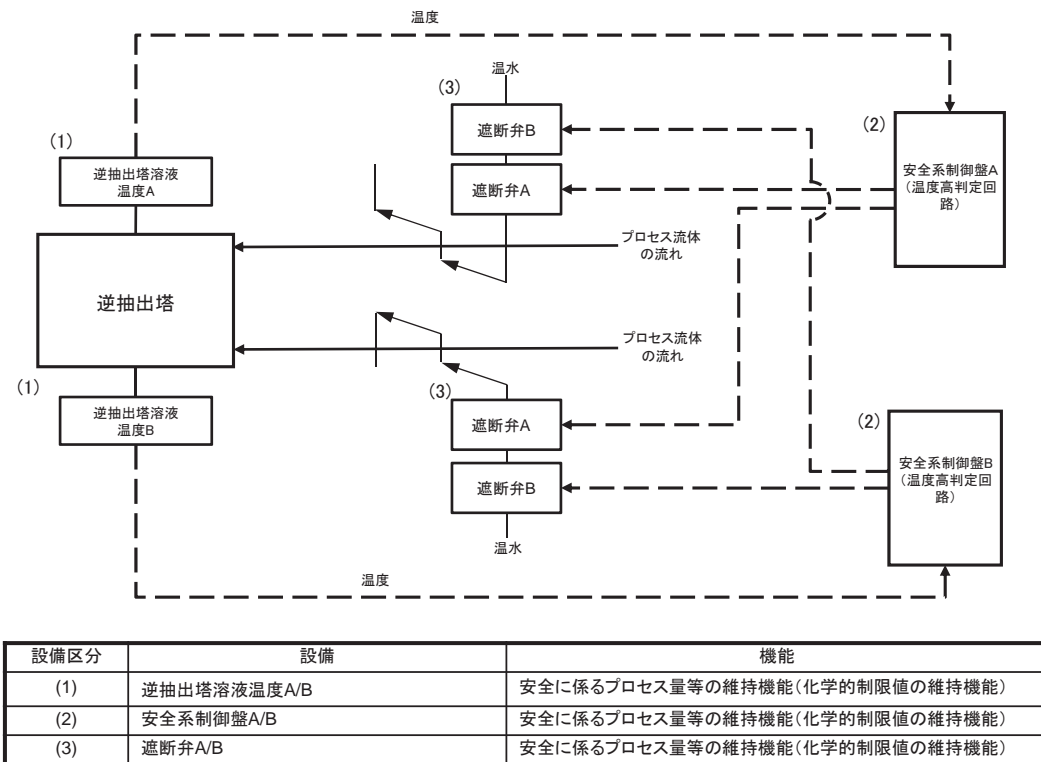 温度
温水
(3)
遮断弁B
(1)
(2)
逆抽出塔溶液
温度A
遮断弁A
安全系制御盤A
(温度高判定回
路)
プロセス流体
の流れ
逆抽出塔
プロセス流体
の流れ
(1)
(3)
逆抽出塔溶液
温度B
遮断弁A
(2)
安全系制御盤B
(温度高判定回
路)
遮断弁B
温水
温度
設備区分 設備 機能
(1) 逆抽出塔溶液温度A/B 安全に係るプロセス量等の維持機能(化学的制限値の維持機能)
(2) 安全系制御盤A/B 安全に係るプロセス量等の維持機能(化学的制限値の維持機能)
(3) 遮断弁A/B 安全に係るプロセス量等の維持機能(化学的制限値の維持機能)